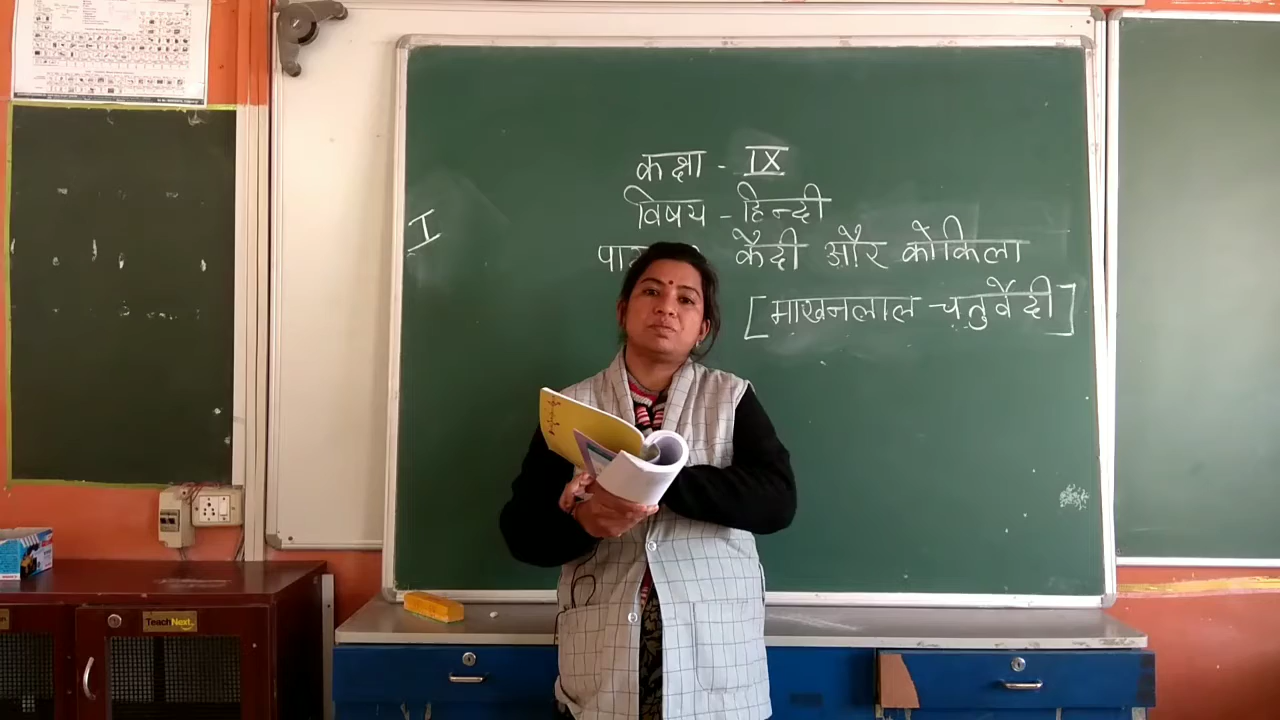 कक्षा - IX
विषय - हिन्दी
कैदी और कोकिला
[माखनलाल चतुर्वेदी]
I
TeachNext